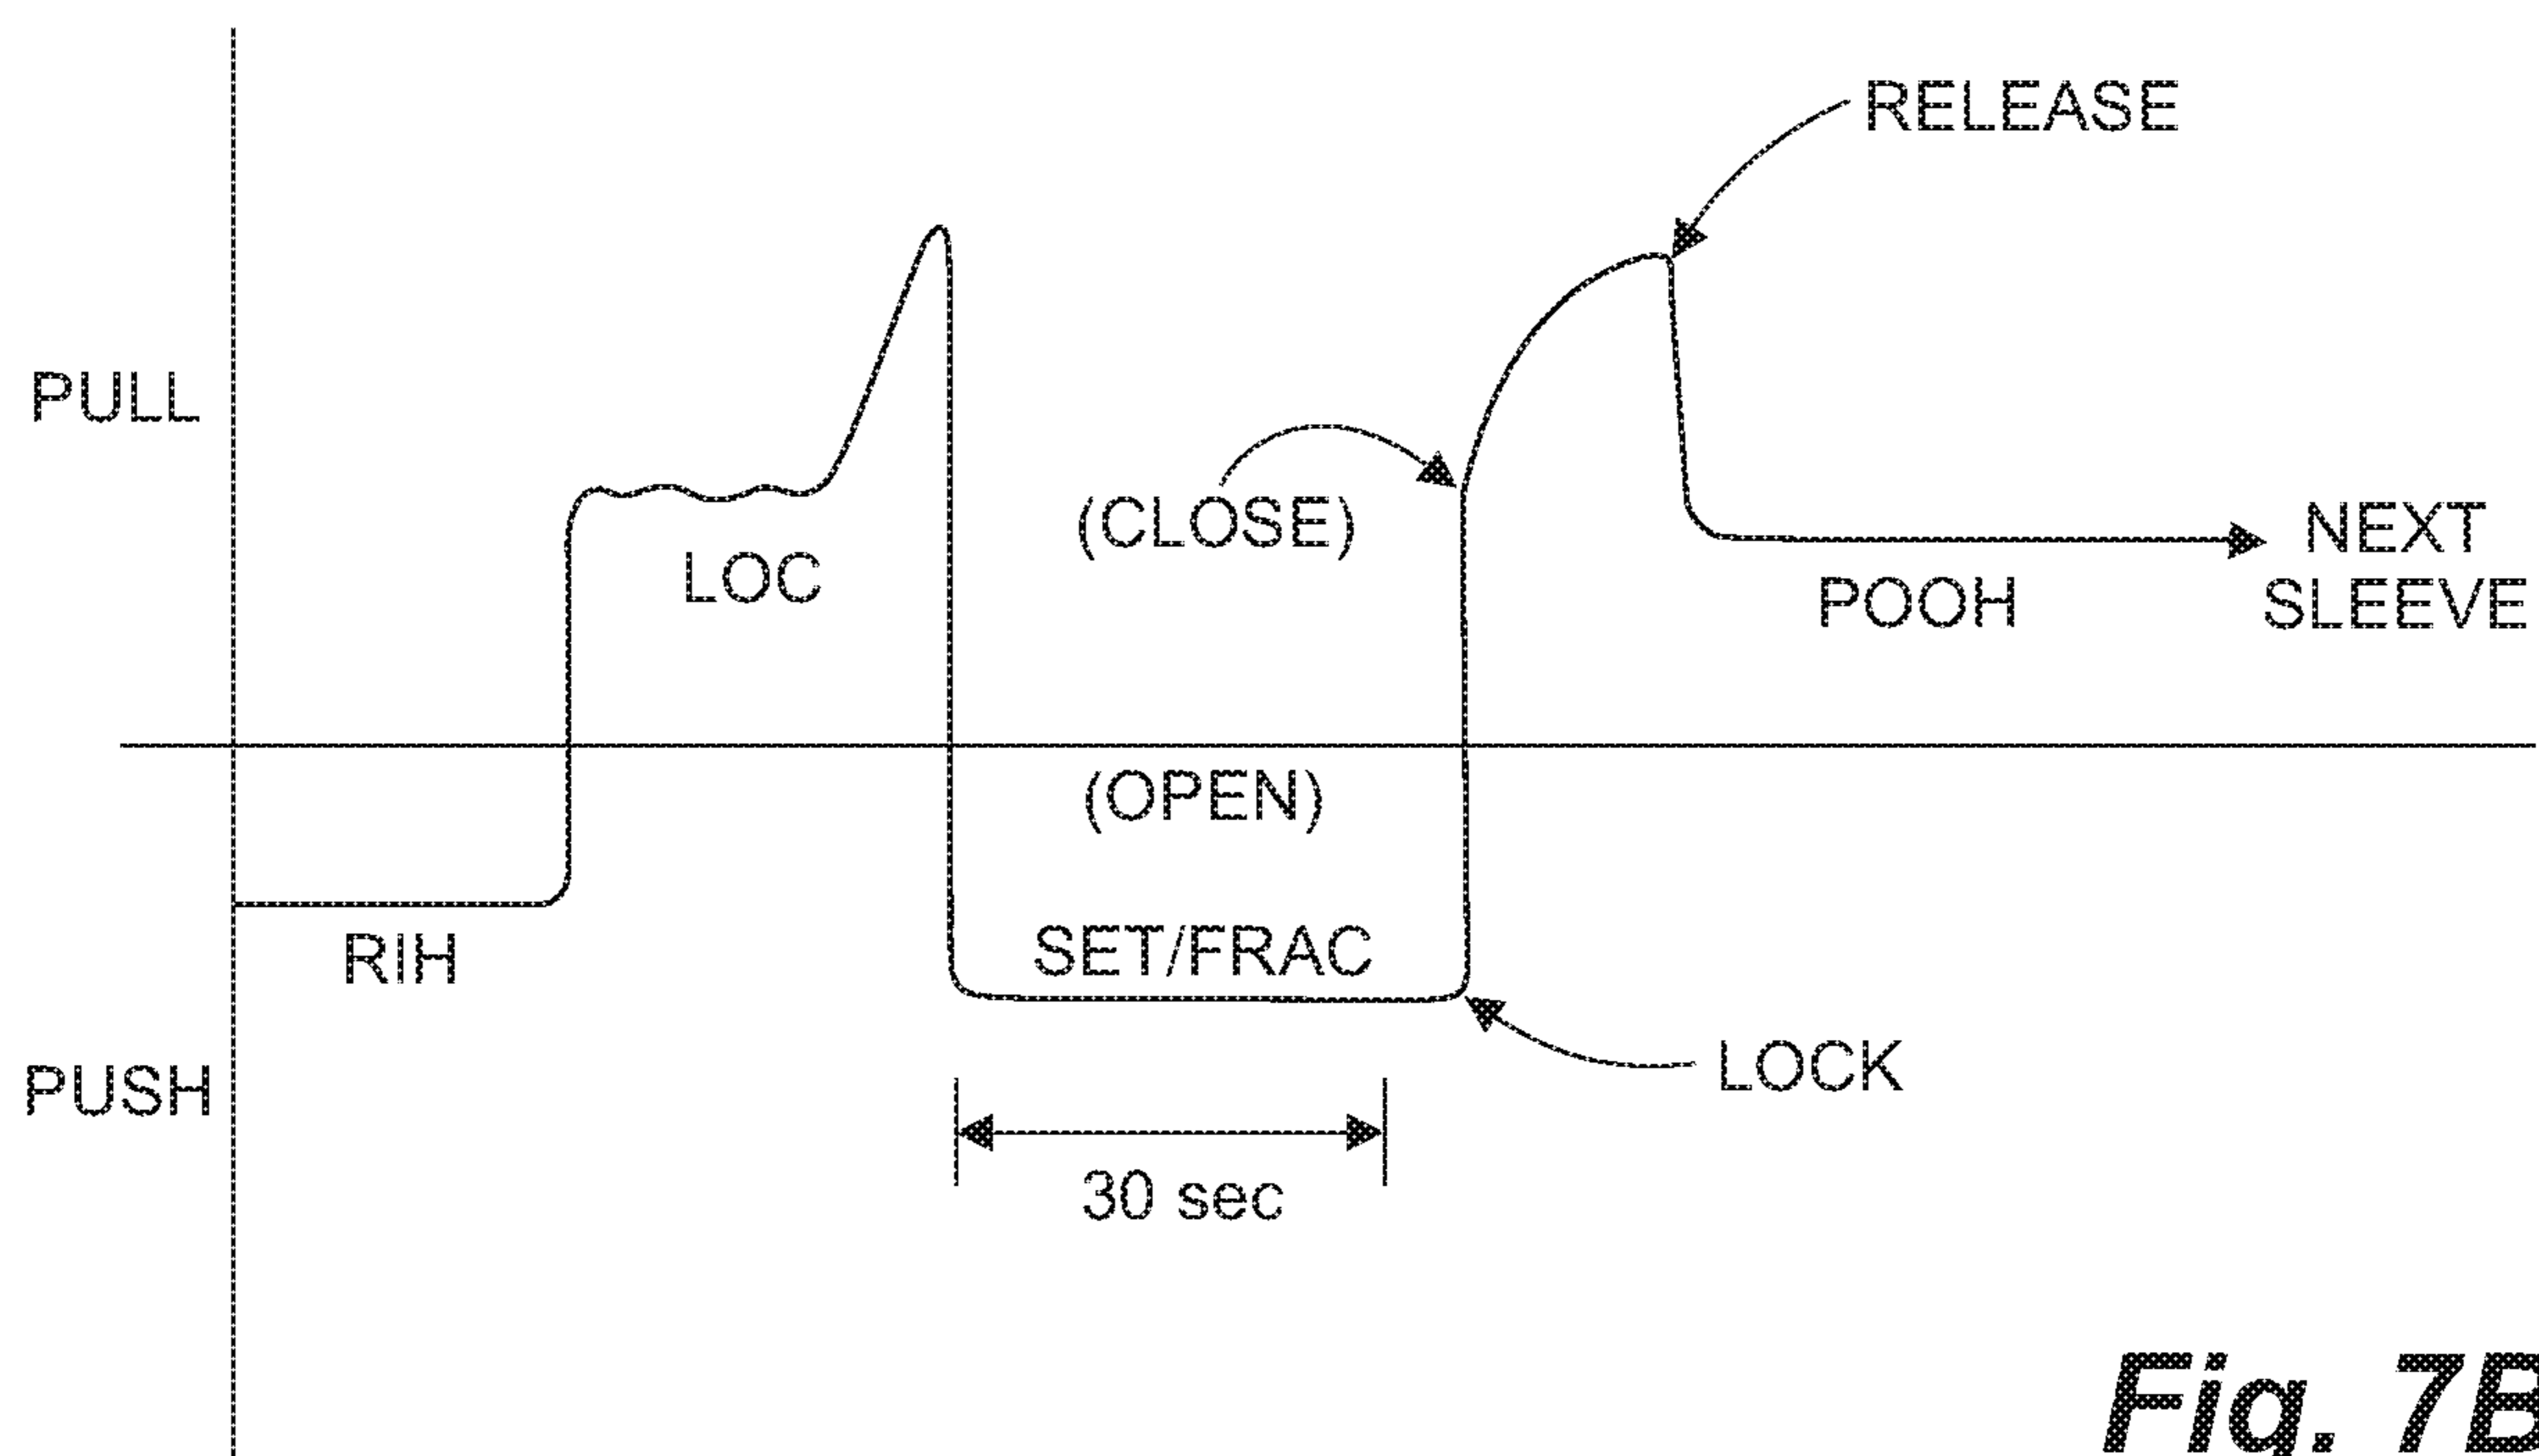 RELEASE
PULL
(CLOSE)
LOC
NEXT
SLEEVE
POOH
(OPEN)
SET/FRAC
RIH
LOCK
PUSH
30 sec
Fig. 7B